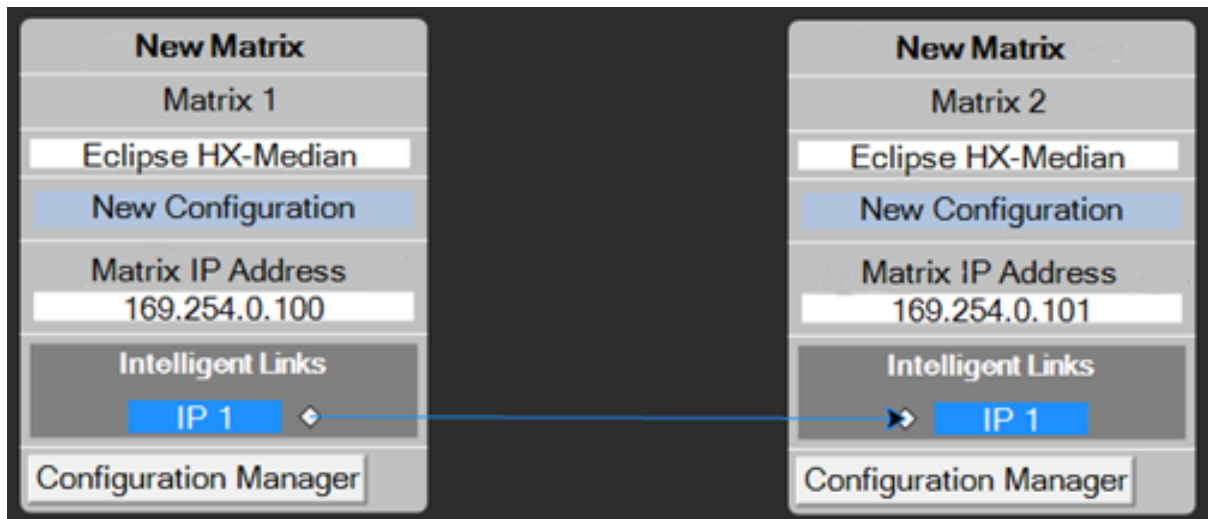 New Matrix
Matrix 1
Eclipse HX-Median
New Configuration
Matrix IP Address
169.254.0.100
Intelligent Links
IP 1
Configuration Manager
New Matrix
Matrix 2
Eclipse HX-Median
New Configuration
Matrix IP Address
169.254.0.101
Intelligent Links
IP 1
Configuration Manager